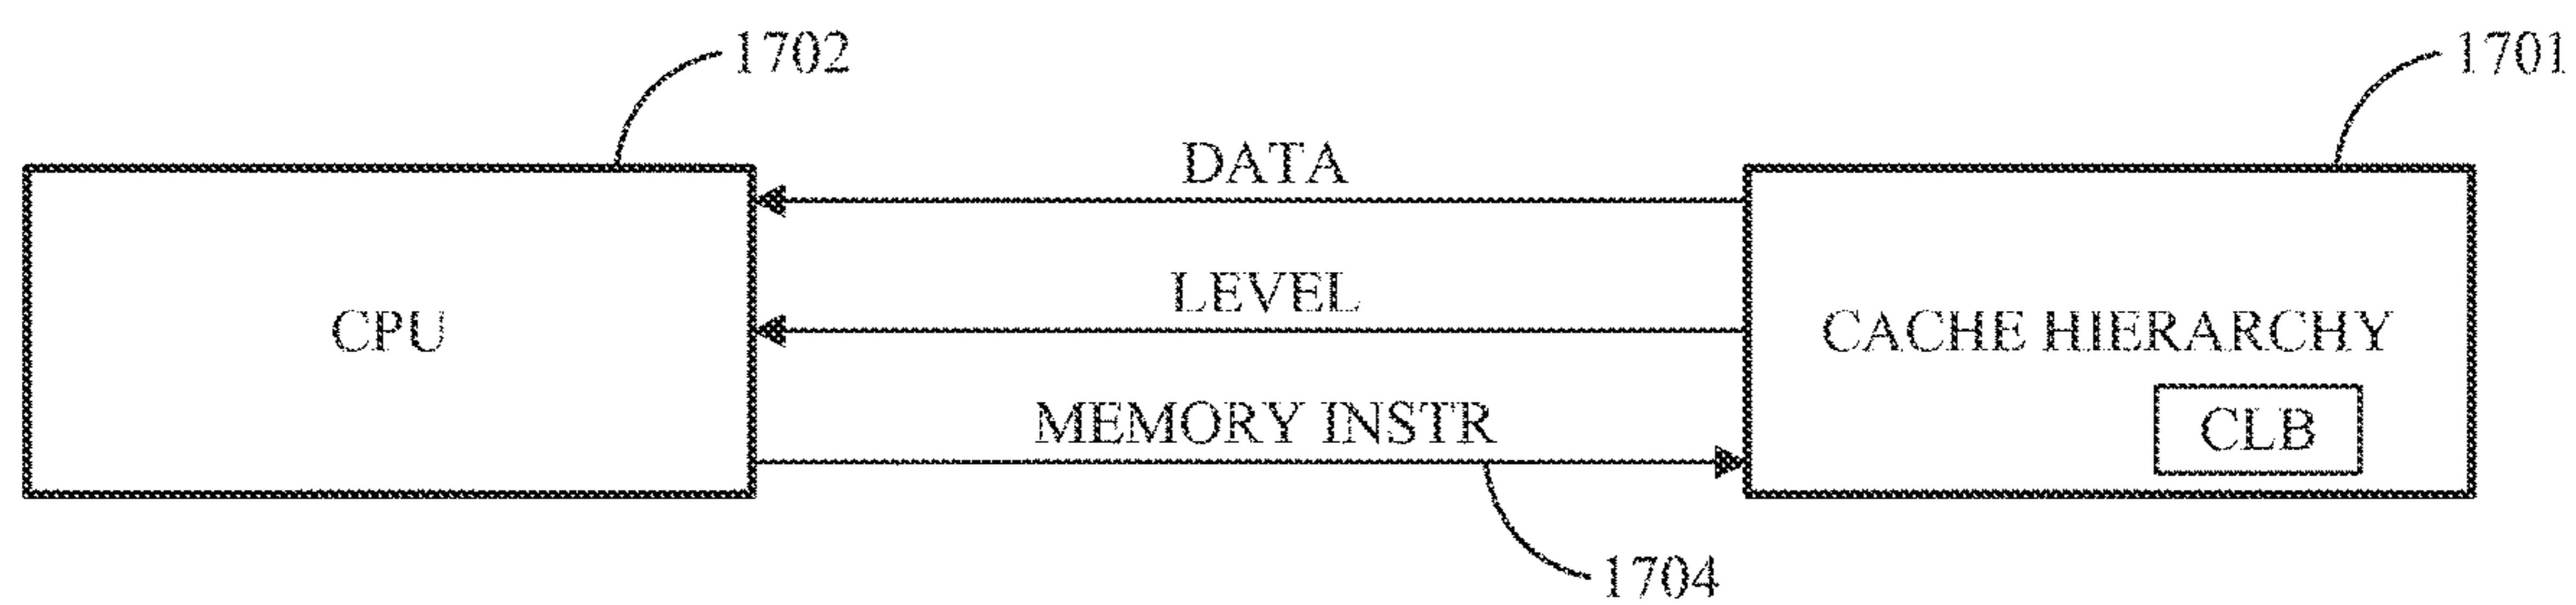 1702
1701
DATA
LEVEL
CPU
CACHE HIERARCHY
MEMORY INSTR
CLB
1704